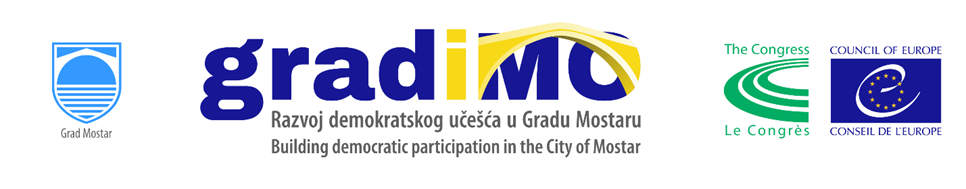 Grad Mostar
gradiMO
Razvoj demokratskog učešća u Gradu Mostaru
Building democratic participation in the City of Mostar
The Congress
Le Congrès
COUNCIL OF EUROPE
CONSEIL DE L'EUROPE